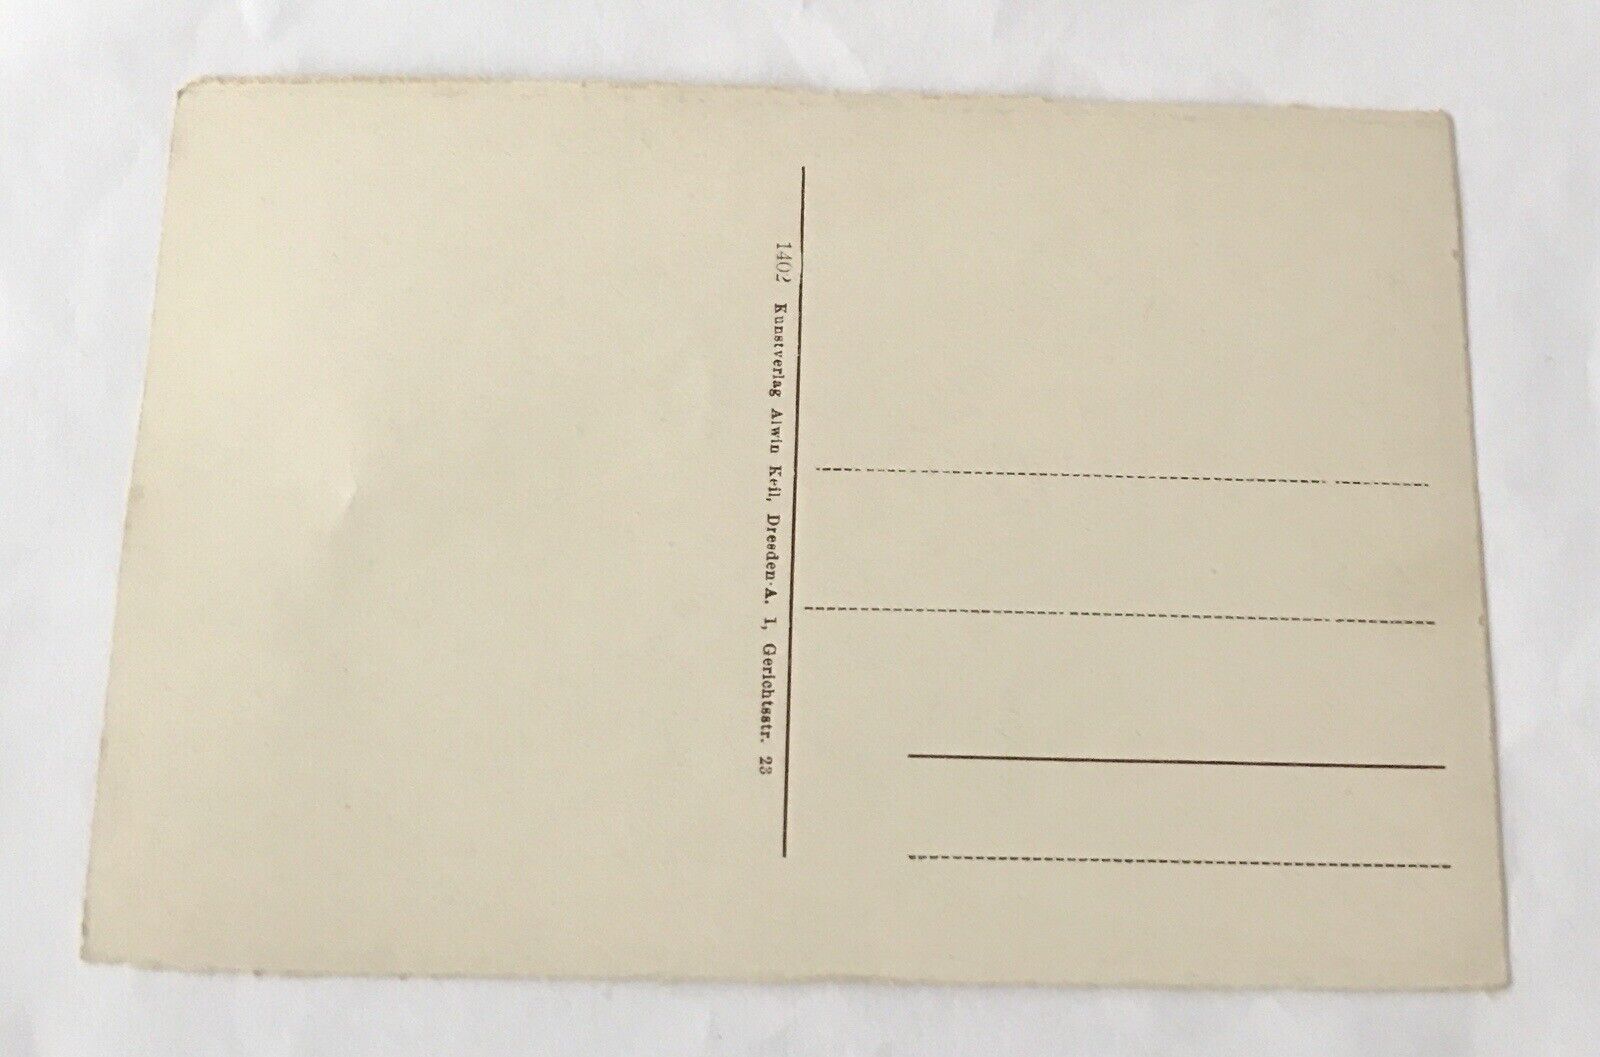 1402 Kunstverlag Alwin Keil, Dresden-A. 1, Gerichtsstr. 23